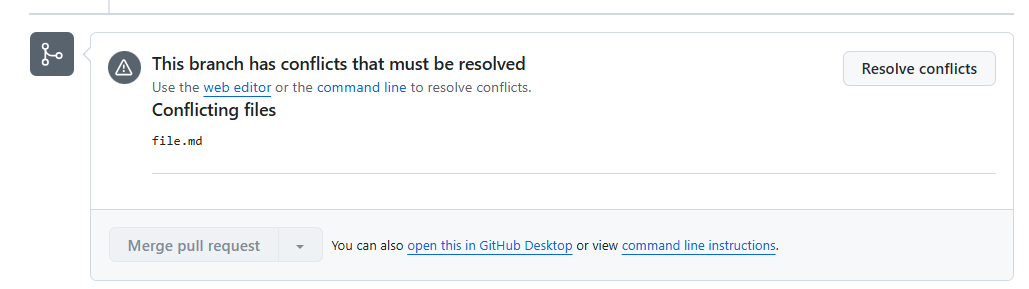 This branch has conflicts that must be resolved
Resolve conflicts
Use the web editor or the command line to resolve conflicts.
Conflicting files
file.md
Merge pull request
You can also open this in GitHub Desktop or view command line instructions.